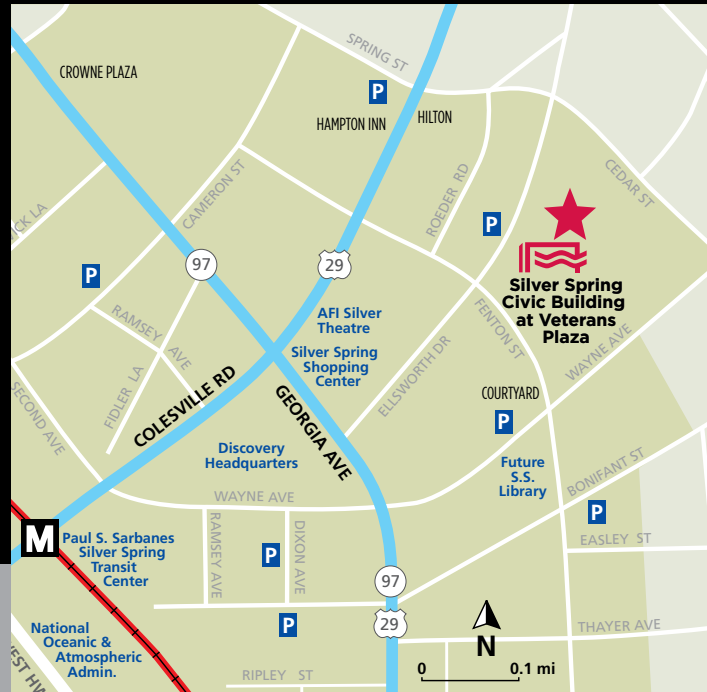 SPRING ST
CROWNE PLAZA
P
HAMPTON INN
HILTON
CAMERON ST
ROEDER RD
CEDAR ST
P
97
29
P
Silver Spring
Civic Building
at Veterans
Plaza
RAMSEY AVE
AFI Silver
Theatre
Silver Spring
Shopping
Center
FENTON ST
WAYNE AVE
ELLSWORTH DR
FIDLER LA
SECOND AVE
COLESVILLE RD
GEORGIA AVE
COURTYARD
P
Discovery
Headquarters
Future
S.S.
Library
BONIFANT ST
WAYNE AVE
P
M
Paul S. Sarbanes
Silver Spring
Transit
Center
RAMSEY AVE
DIXON AVE
P
EASLEY ST
97
29
P
THAYER AVE
National
Oceanic &
Atmospheric
Admin.
N
0
0.1 mi
RIPLEY ST